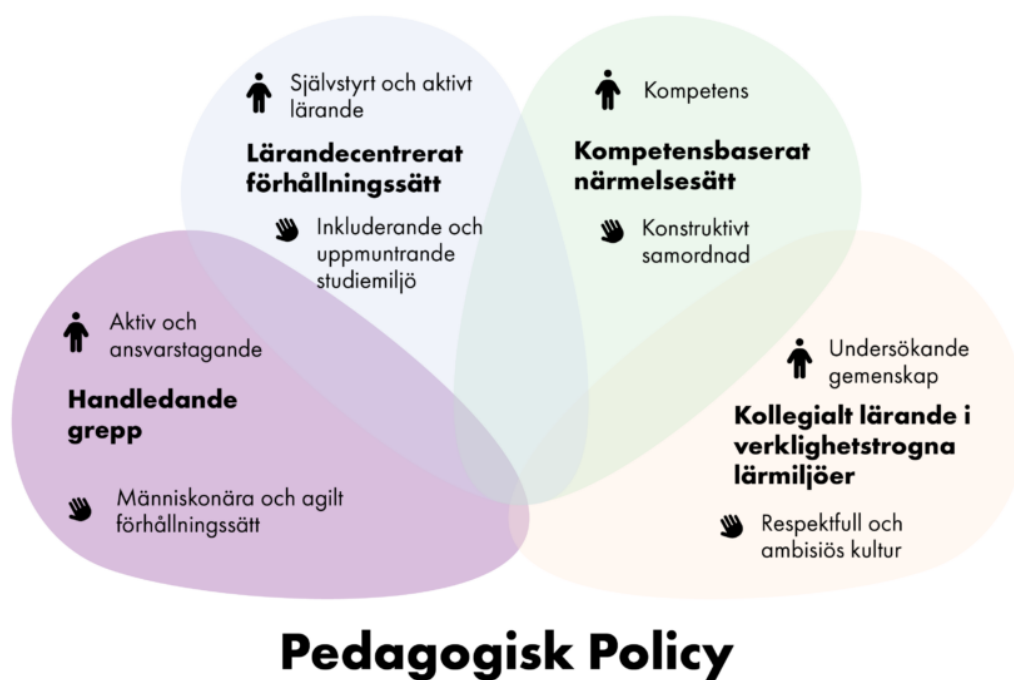 Självstyrt och aktivt
lärande
Lärandecentrerat
förhållningssätt
Inkluderande och
uppmuntrande
studiemiljö
Kompetens
Kompetensbaserat
närmelsesätt
Konstruktivt
samordnad
Aktiv och
ansvarstagande
Handledande
grepp
Människonära och agilt
förhållningssätt
Undersökande
gemenskap
Kollegialt lärande i
verklighetstrogna
lärmiljöer
Respektfull och
ambisiös kultur
Pedagogisk Policy